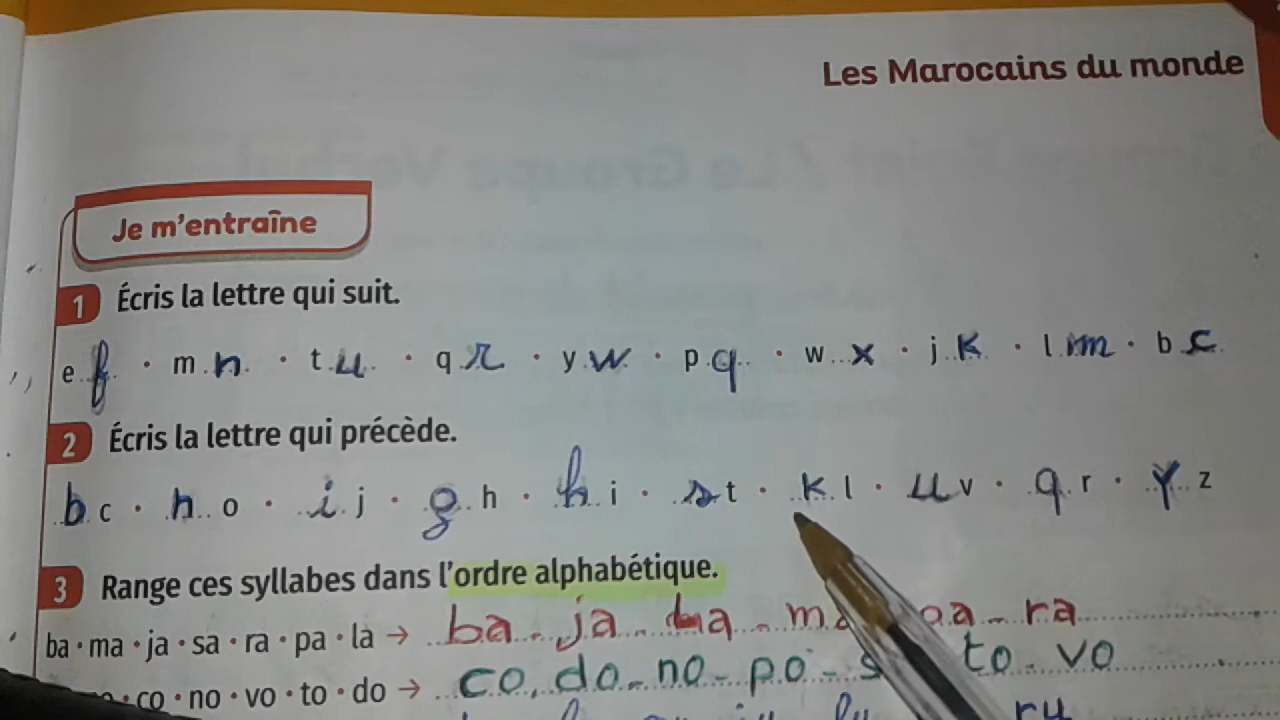 Les Marocains du monde
Je m'entraîne
1 Écris la lettre qui suit.
e f · m n · t u · q r · y w · p q · w x · j k · l m · b c
2 Écris la lettre qui précède.
b c · n o · i j · g h · h i · s t · k l · u v · q r · y z
3 Range ces syllabes dans l'ordre alphabétique.
ba · ma · ja · sa · ra · pa · la → ba - ja - la - ma - ra
· co · no · vo · to · do → co, do - no - po - to - vo
ru